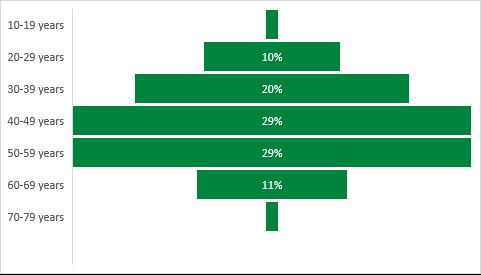 10-19 years
20-29 years 10%
30-39 years 20%
40-49 years 29%
50-59 years 29%
60-69 years 11%
70-79 years